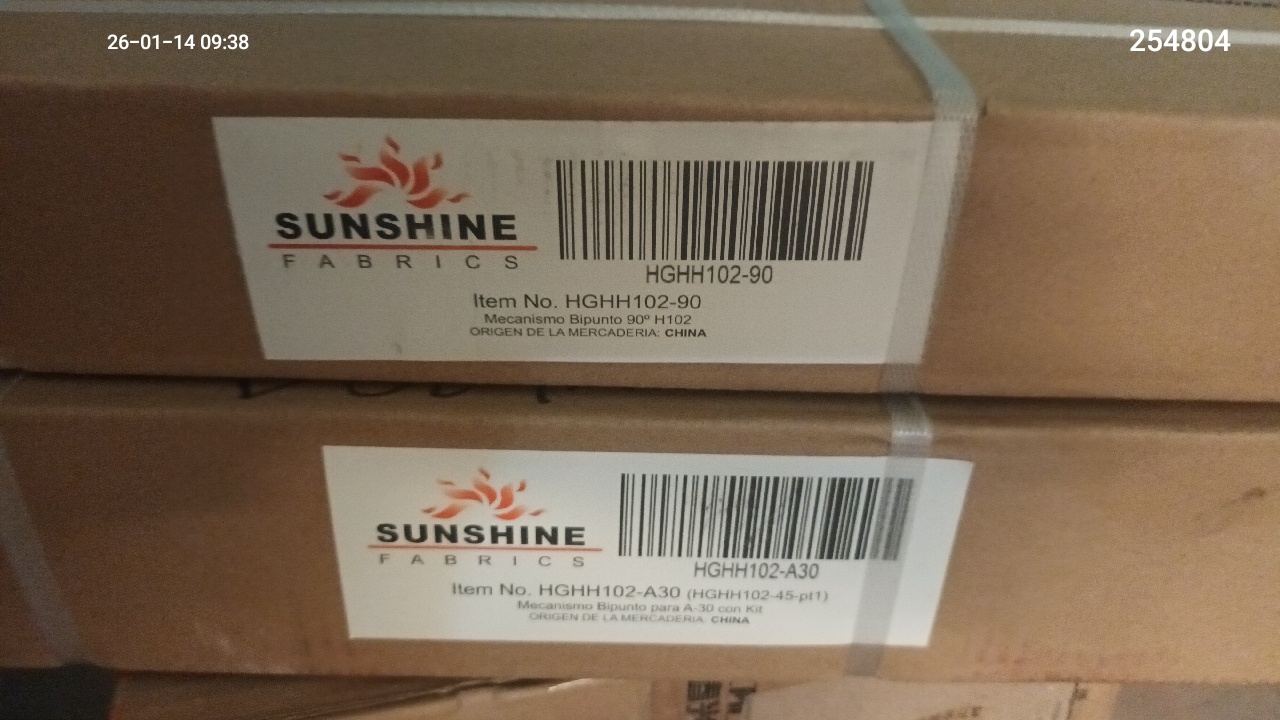 26-01-14 09:38
254804
SUNSHINE
FABRICS
HGHH102-90
Item No. HGHH102-90
Mecanismo Bipunto 90º H102
ORIGEN DE LA MERCADERIA: CHINA
SUNSHINE
FABRICS
HGHH102-A30
Item No. HGHH102-A30 (HGHH102-45-pt1)
Mecanismo Bipunto para A-30 con Kit
ORIGEN DE LA MERCADERIA: CHINA